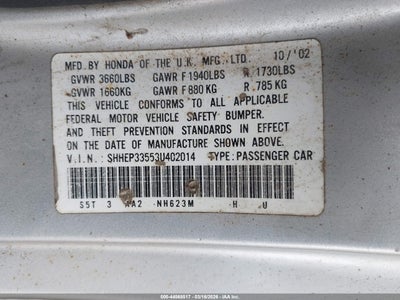 MFD. BY HONDA OF THE U.K. MFG., LTD. 10/'02
GVWR 3660LBS GAWR F 1940LBS R 1730LBS
GVWR 1660KG GAWR F 880 KG R 785 KG
THIS VEHICLE CONFORMS TO ALL APPLICABLE
FEDERAL MOTOR VEHICLE SAFETY BUMPER,
AND THEFT PREVENTION STANDARDS IN EFFECT
ON THE DATE OF MANUFACTURE SHOWN ABOVE.
V.I.N.: SHHEP33553U402014 TYPE: PASSENGER CAR
S5T 3 AA2 NH623M H U